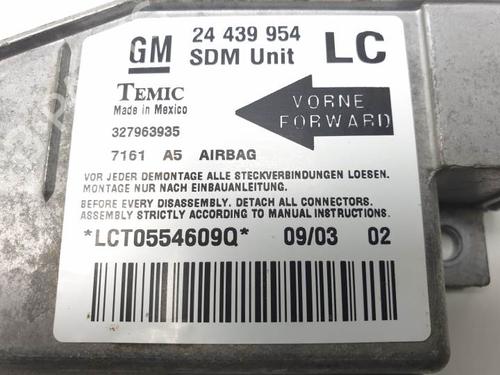 GM 24 439 954 LC
SDM Unit
TEMIC
Made in Mexico
VORNE
FORWARD
327963935
7161 A5 AIRBAG
VOR JEDER DEMONTAGE ALLE STECKVERBINDUNGEN LOESEN.
MONTAGE NUR NACH EINBAUANLEITUNG.
BEFORE EVERY DISASSEMBLY. DETACH ALL CONNECTORS.
ASSEMBLY STRICTLY ACCORDING TO MANUAL INSTRUCTIONS.
*LCT0554609Q* 09/03 02